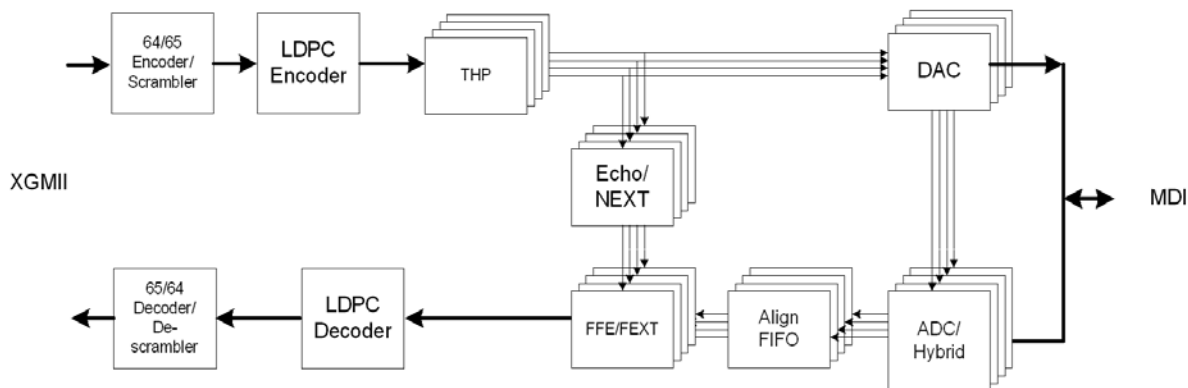 64/65
Encoder/
Scrambler
LDPC
Encoder
THP
DAC
Echo/
NEXT
XGMII
MDI
65/64
Decoder/
De-
scrambler
LDPC
Decoder
FFE/FEXT
Align
FIFO
ADC/
Hybrid